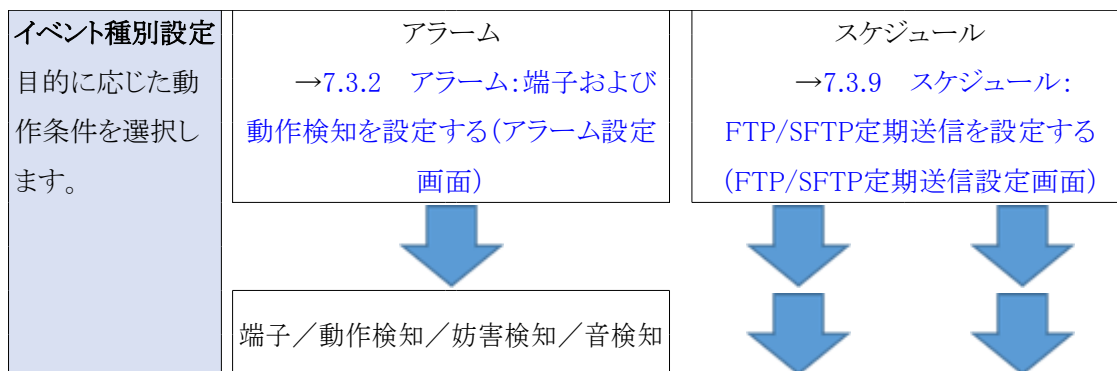 イベント種別設定
目的に応じた動
作条件を選択し
ます。
アラーム
→7.3.2　アラーム：端子および
動作検知を設定する（アラーム設定
画面）
スケジュール
→7.3.9　スケジュール：
FTP/SFTP定期送信を設定する
（FTP/SFTP定期送信設定画面）
端子／動作検知／妨害検知／音検知